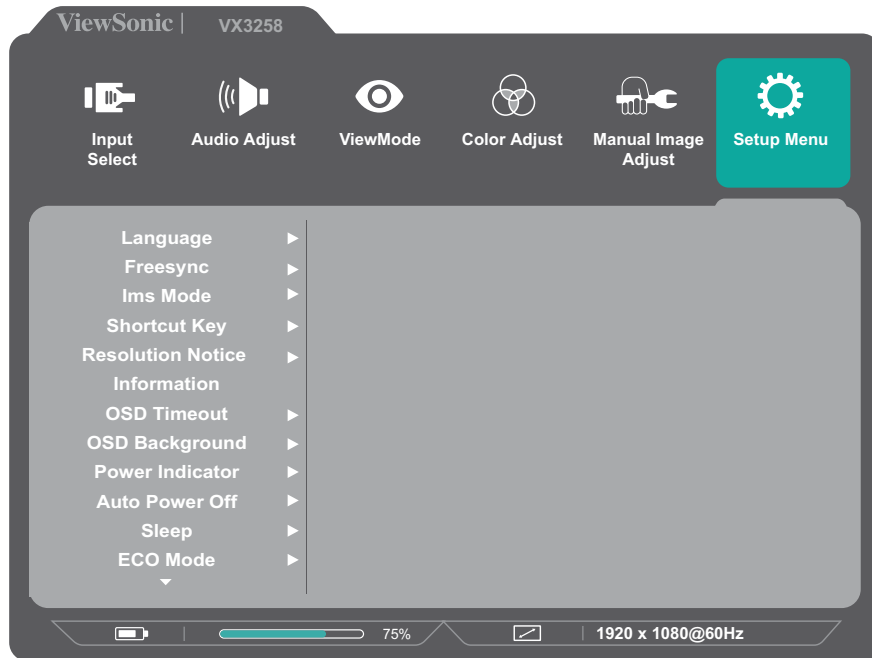 ViewSonic | VX3258
Input
Select
Audio Adjust
ViewMode
Color Adjust
Manual Image
Adjust
Setup Menu
Language
Freesync
Ims Mode
Shortcut Key
Resolution Notice
Information
OSD Timeout
OSD Background
Power Indicator
Auto Power Off
Sleep
ECO Mode
75%
1920 x 1080@60Hz